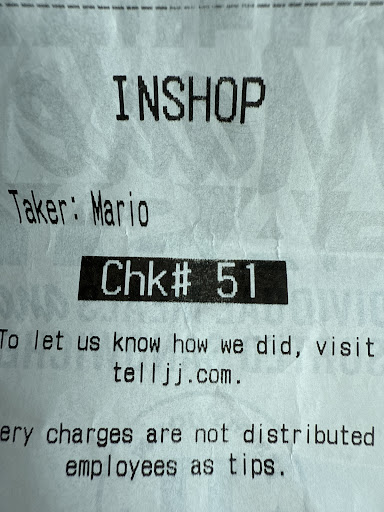 INSHOP
Taker: Mario
Chk# 51
To let us know how we did, visit
telljj.com.
ery charges are not distributed
employees as tips.